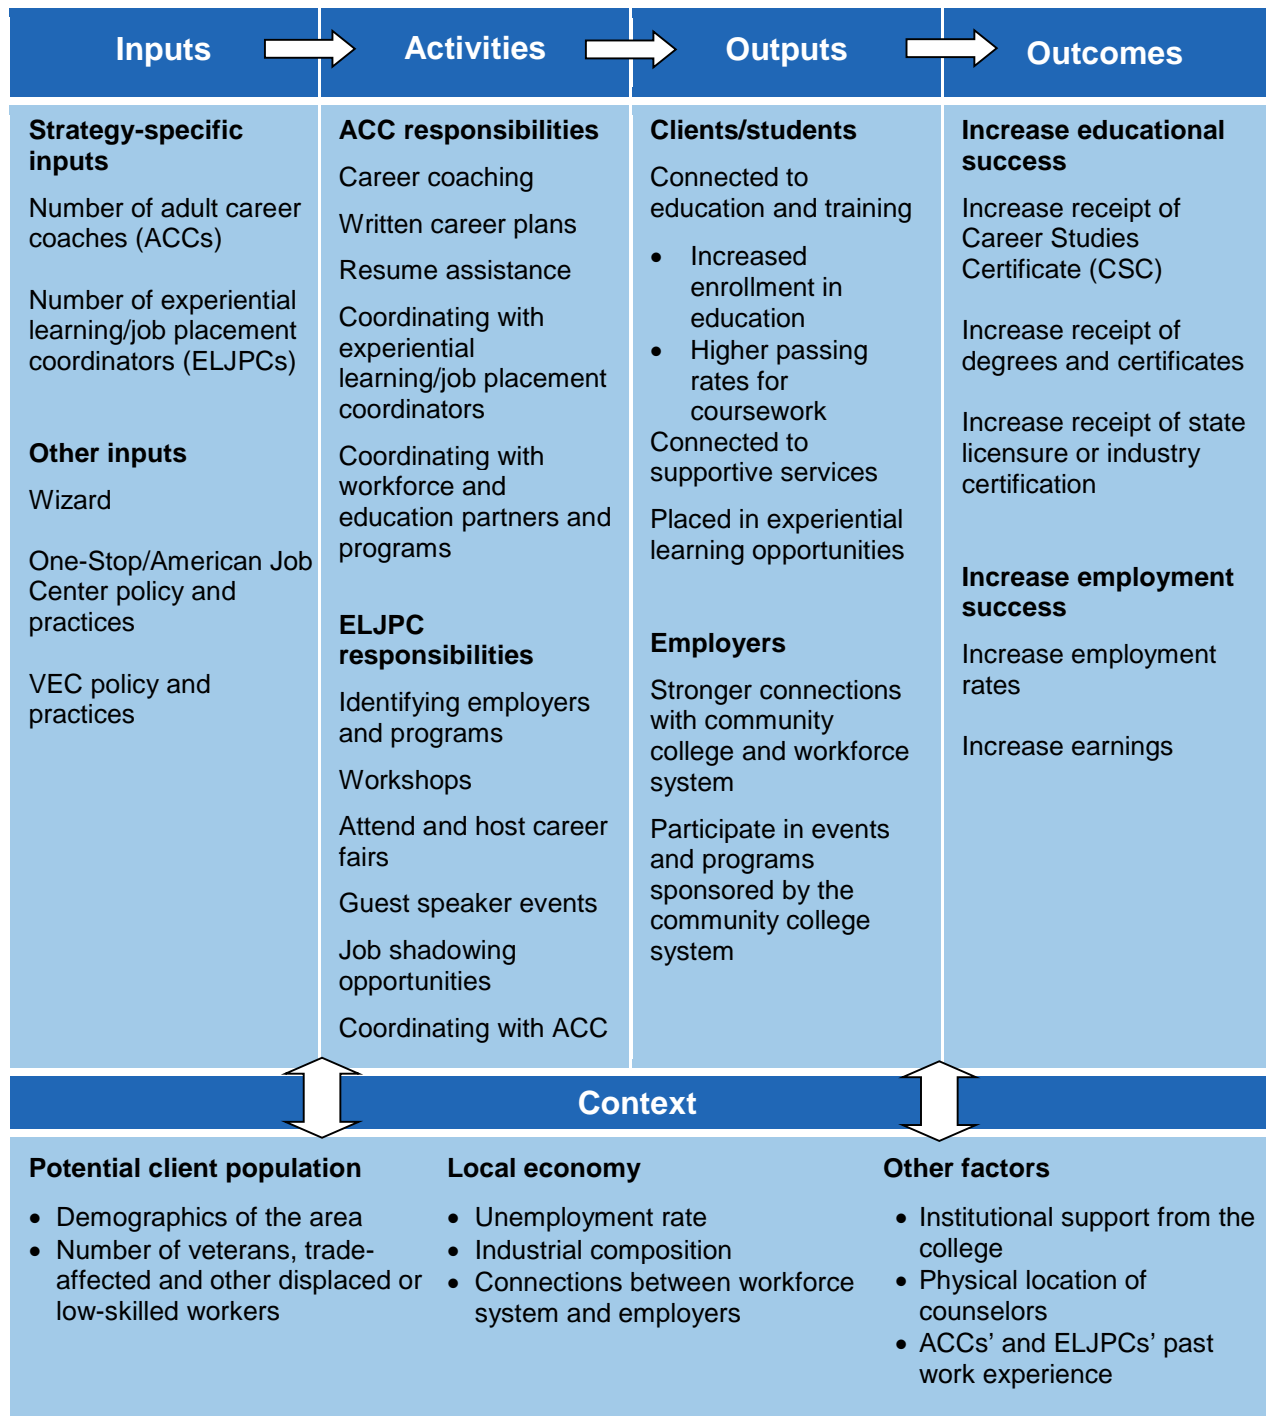 Inputs
Activities
Outputs
Outcomes
Strategy-specific
inputs
Number of adult career
coaches (ACCs)
Number of experiential
learning/job placement
coordinators (ELJPCs)
Other inputs
Wizard
One-Stop/American Job
Center policy and
practices
VEC policy and
practices
ACC responsibilities
Career coaching
Written career plans
Resume assistance
Coordinating with
experiential
learning/job placement
coordinators
Coordinating with
workforce and
education partners and
programs
ELJPC
responsibilities
Identifying employers
and programs
Workshops
Attend and host career
fairs
Guest speaker events
Job shadowing
opportunities
Coordinating with ACC
Clients/students
Connected to
education and training
• Increased
enrollment in
education
• Higher passing
rates for
coursework
Connected to
supportive services
Placed in experiential
learning opportunities
Employers
Stronger connections
with community
college and workforce
system
Participate in events
and programs
sponsored by the
community college
system
Increase educational
success
Increase receipt of
Career Studies
Certificate (CSC)
Increase receipt of
degrees and certificates
Increase receipt of state
licensure or industry
certification
Increase employment
success
Increase employment
rates
Increase earnings
Context
Potential client population
• Demographics of the area
• Number of veterans, trade-
affected and other displaced or
low-skilled workers
Local economy
• Unemployment rate
• Industrial composition
• Connections between workforce
system and employers
Other factors
• Institutional support from the
college
• Physical location of
counselors
• ACCs’ and ELJPCs’ past
work experience